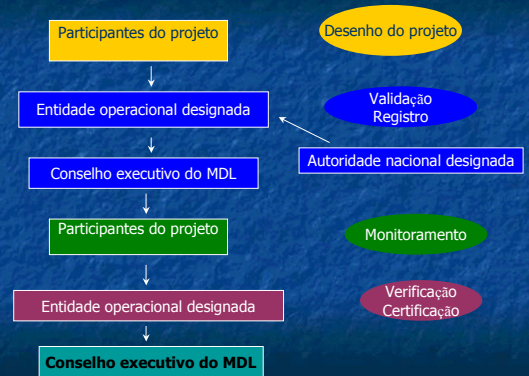 Participantes do projeto
Desenho do projeto
Entidade operacional designada
Validação
Registro
Autoridade nacional designada
Conselho executivo do MDL
Participantes do projeto
Monitoramento
Entidade operacional designada
Verificação
Certificação
Conselho executivo do MDL